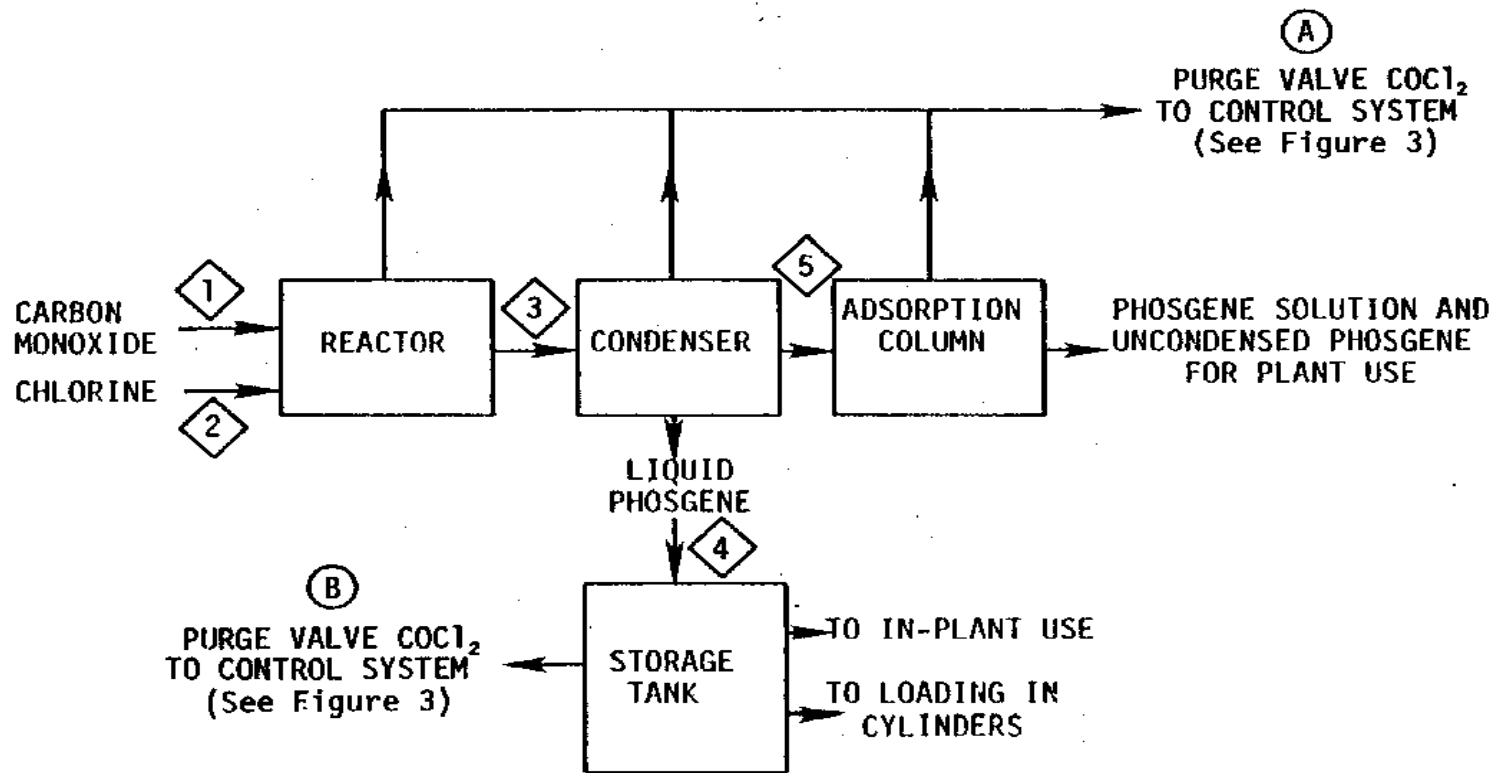 A
PURGE VALVE COCl₂
TO CONTROL SYSTEM
(See Figure 3)
1
CARBON
MONOXIDE
CHLORINE
2
REACTOR
3
CONDENSER
5
ADSORPTION
COLUMN
PHOSGENE SOLUTION AND
UNCONDENSED PHOSGENE
FOR PLANT USE
LIQUID
PHOSGENE
4
B
PURGE VALVE COCl₂
TO CONTROL SYSTEM
(See Figure 3)
STORAGE
TANK
TO IN-PLANT USE
TO LOADING IN
CYLINDERS